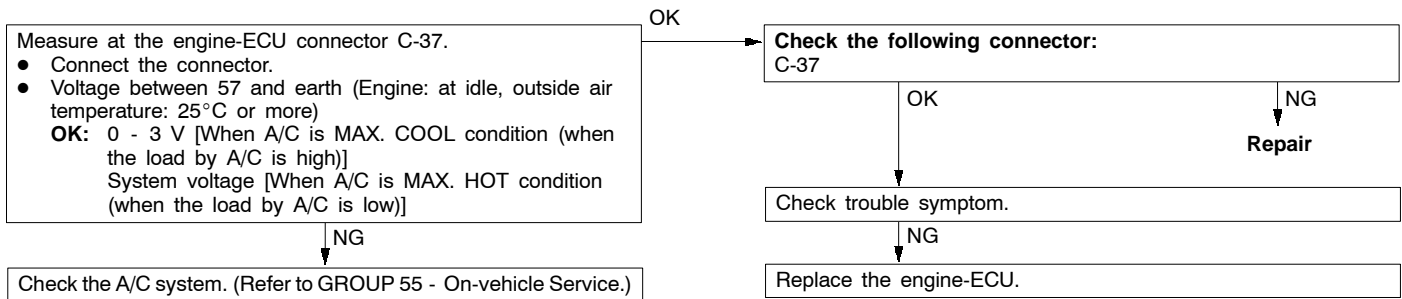 OK
Measure at the engine-ECU connector C-37.
● Connect the connector.
● Voltage between 57 and earth (Engine: at idle, outside air
temperature: 25°C or more)
OK: 0 - 3 V [When A/C is MAX. COOL condition (when
the load by A/C is high)]
System voltage [When A/C is MAX. HOT condition
(when the load by A/C is low)]
NG
Check the A/C system. (Refer to GROUP 55 - On-vehicle Service.)
Check the following connector:
C-37
OK
NG
Repair
Check trouble symptom.
NG
Replace the engine-ECU.